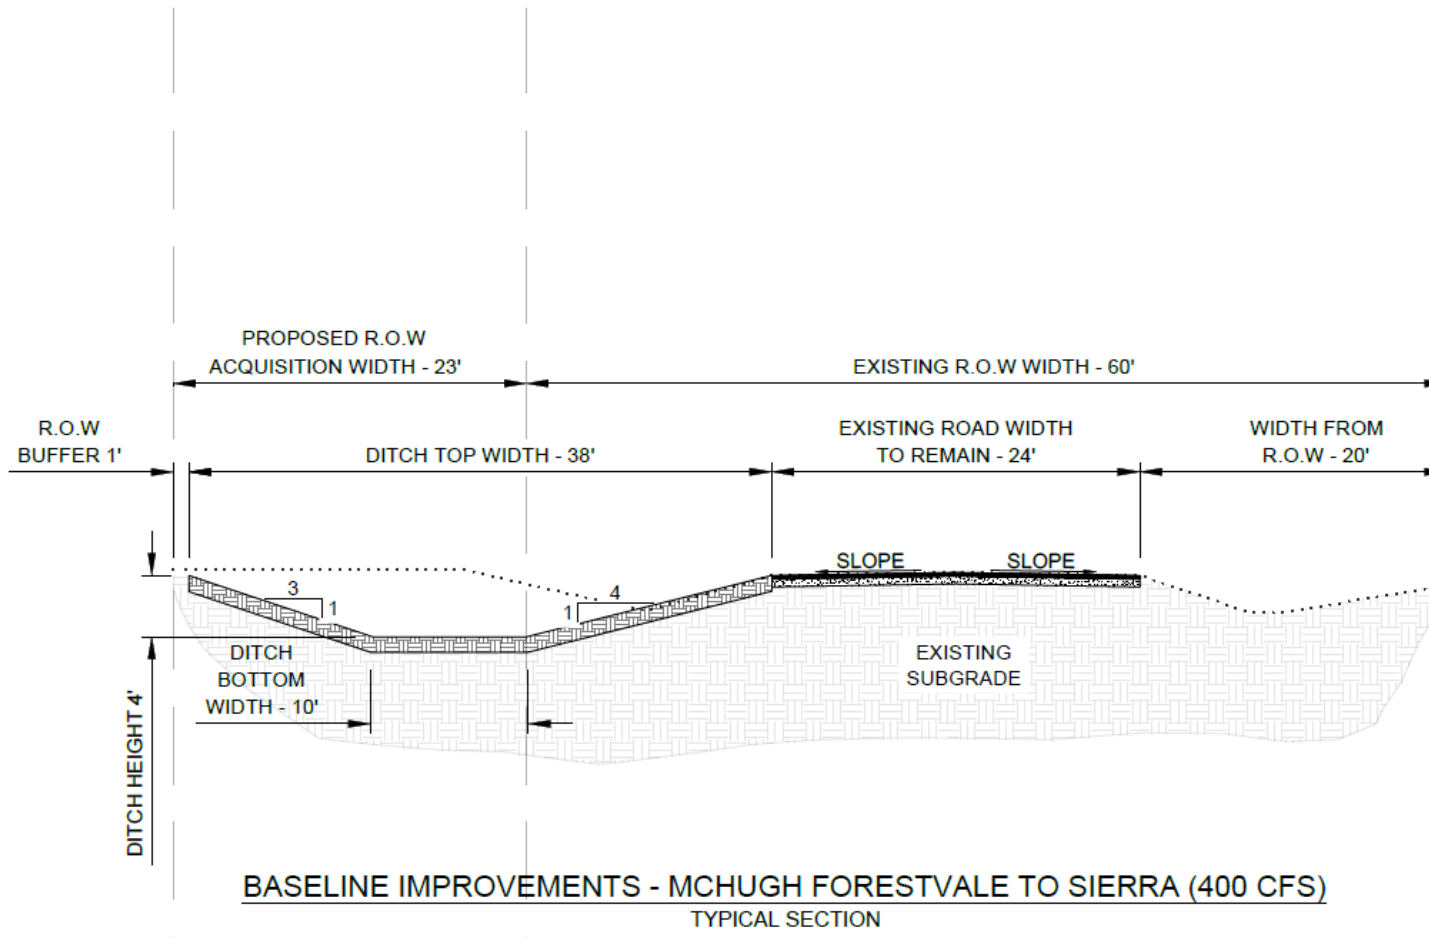 PROPOSED R.O.W
ACQUISITION WIDTH - 23'
EXISTING R.O.W WIDTH - 60'
R.O.W
BUFFER 1'
DITCH TOP WIDTH - 38'
EXISTING ROAD WIDTH
TO REMAIN - 24'
WIDTH FROM
R.O.W - 20'
SLOPE
SLOPE
3
1
4
1
DITCH
BOTTOM
WIDTH - 10'
EXISTING
SUBGRADE
DITCH HEIGHT 4'
BASELINE IMPROVEMENTS - MCHUGH FORESTVALE TO SIERRA (400 CFS)
TYPICAL SECTION